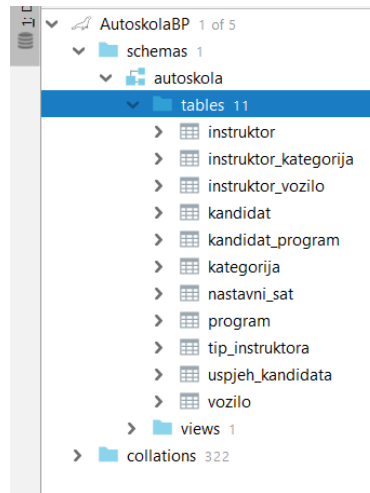 AutoskolaBP 1 of 5
schemas 1
autoskola
tables 11
instruktor
instruktor_kategorija
instruktor_vozilo
kandidat
kandidat_program
kategorija
nastavni_sat
program
tip_instruktora
uspjeh_kandidata
vozilo
views 1
collations 322